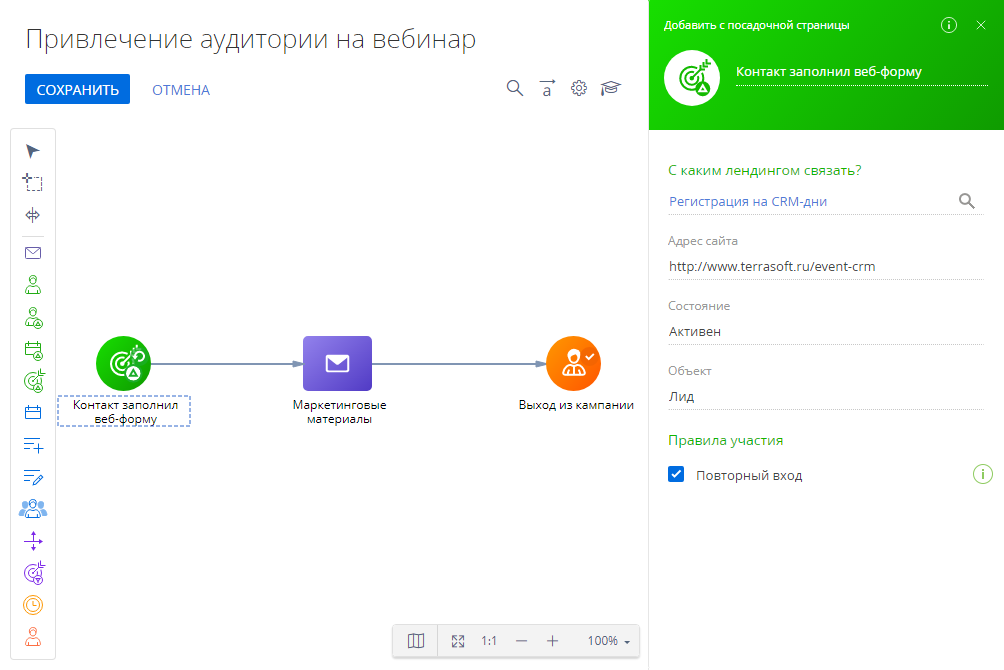 Привлечение аудитории на вебинар
СОХРАНИТЬ
ОТМЕНА
a
Контакт заполнил
веб-форму
Маркетинговые
материалы
Выход из кампании
1:1
100%
Добавить с посадочной страницы
Контакт заполнил веб-форму
С каким лендингом связать?
Регистрация на CRM-дни
Адрес сайта
http://www.terrasoft.ru/event-crm
Состояние
Активен
Объект
Лид
Правила участия
Повторный вход